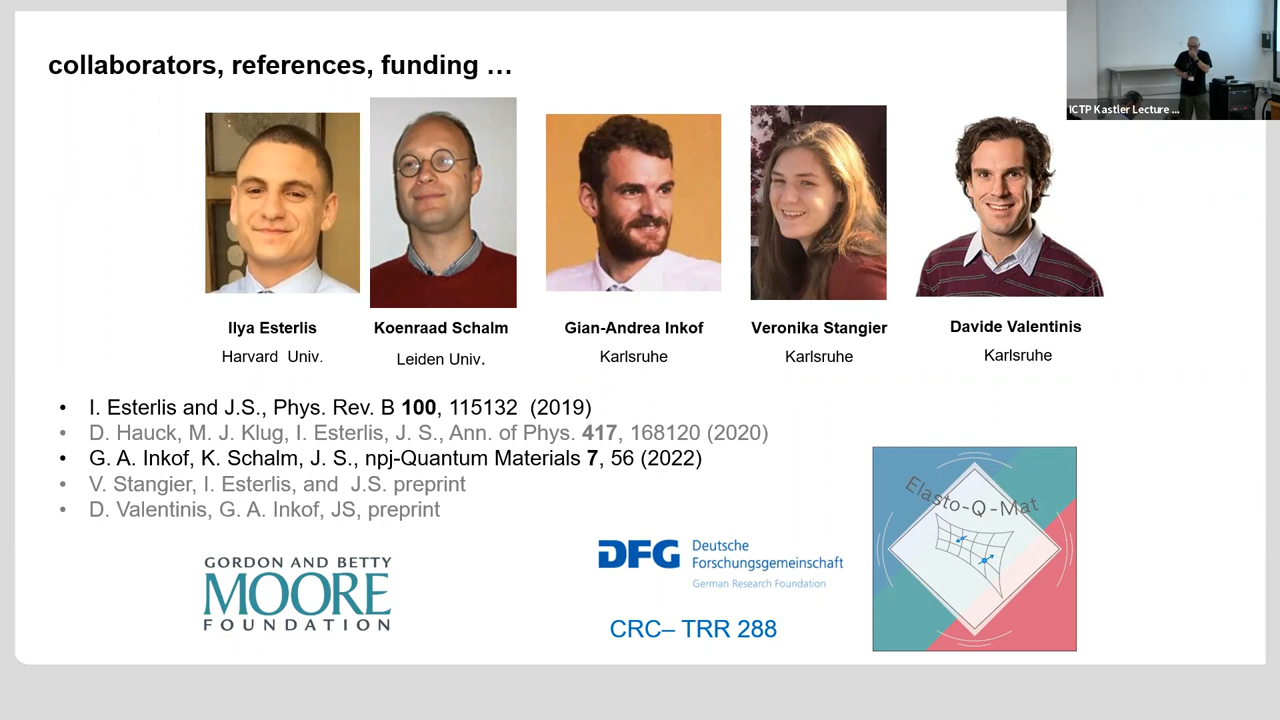 collaborators, references, funding …
ICTP Kastler Lecture ...
Ilya Esterlis
Harvard Univ.
Koenraad Schalm
Leiden Univ.
Gian-Andrea Inkof
Karlsruhe
Veronika Stangier
Karlsruhe
Davide Valentinis
Karlsruhe
• I. Esterlis and J.S., Phys. Rev. B 100, 115132 (2019)
• D. Hauck, M. J. Klug, I. Esterlis, J. S., Ann. of Phys. 417, 168120 (2020)
• G. A. Inkof, K. Schalm, J. S., npj-Quantum Materials 7, 56 (2022)
• V. Stangier, I. Esterlis, and J.S. preprint
• D. Valentinis, G. A. Inkof, JS, preprint
GORDON AND BETTY
MOORE
FOUNDATION
DFG Deutsche
Forschungsgemeinschaft
German Research Foundation
CRC– TRR 288
Elasto-Q-Mat